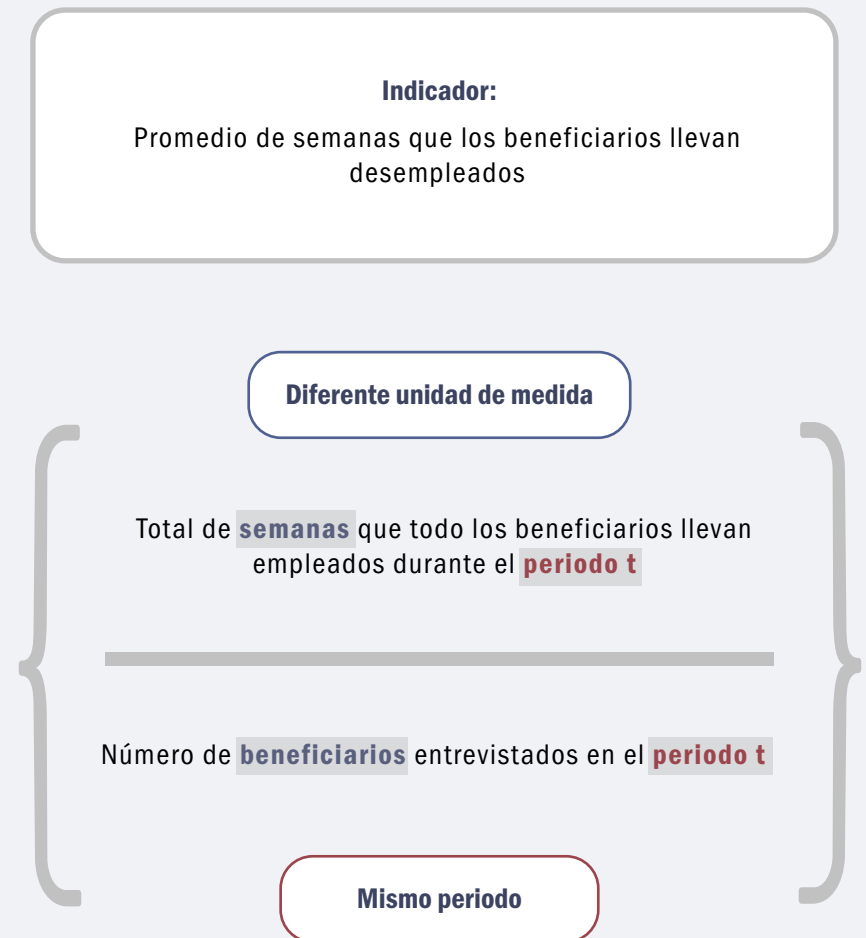 Indicador:
Promedio de semanas que los beneficiarios llevan
desempleados
Diferente unidad de medida
Total de semanas que todo los beneficiarios llevan
empleados durante el periodo t
Número de beneficiarios entrevistados en el periodo t
Mismo periodo